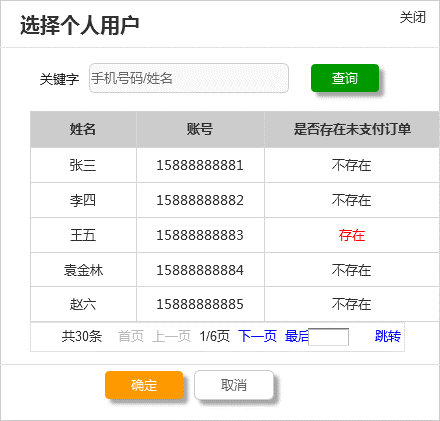 选择个人用户 关闭
关键字 手机号码/姓名 查询
姓名 账号 是否存在未支付订单
张三 15888888881 不存在
李四 15888888882 不存在
王五 15888888883 存在
袁金林 15888888884 不存在
赵六 15888888885 不存在
共30条 首页 上一页 1/6页 下一页 最后 跳转
确定 取消